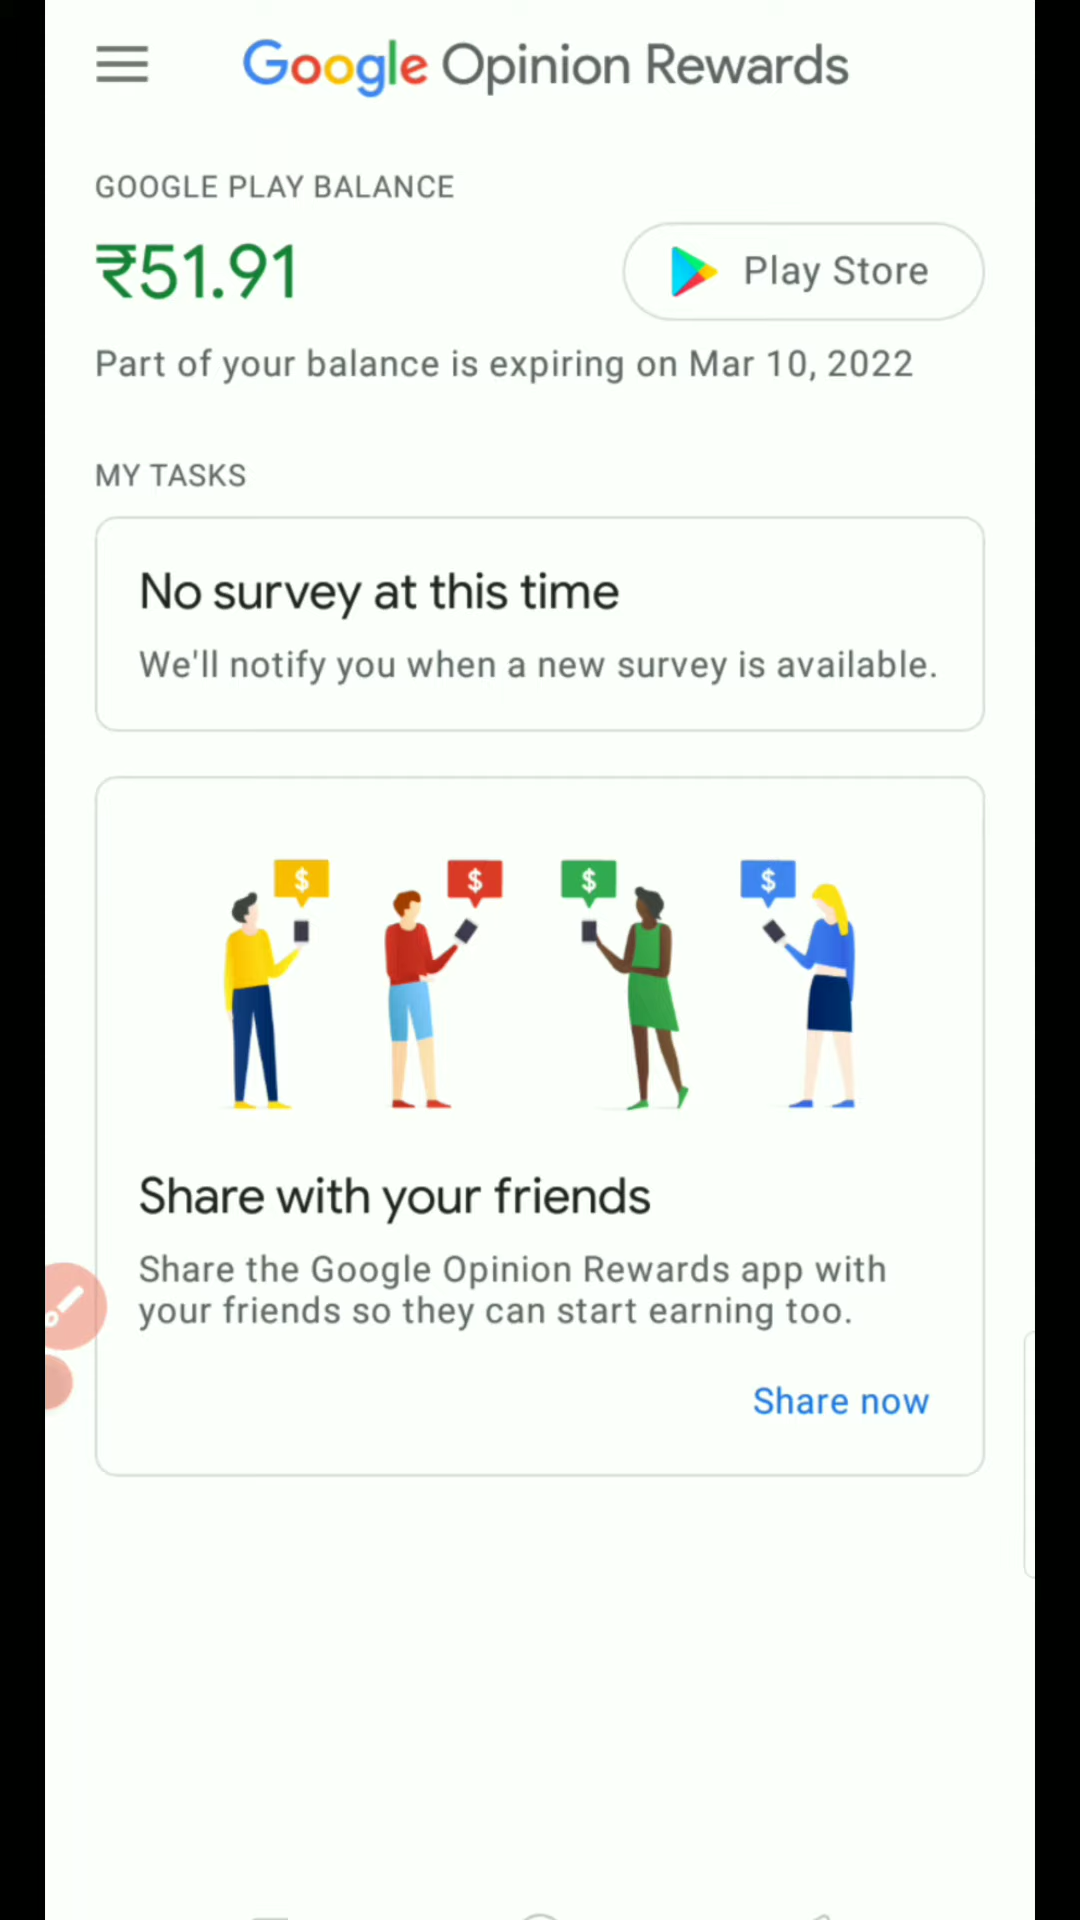 Google Opinion Rewards
GOOGLE PLAY BALANCE
₹51.91
Play Store
Part of your balance is expiring on Mar 10, 2022
MY TASKS
No survey at this time
We'll notify you when a new survey is available.
$ $ $ $
Share with your friends
Share the Google Opinion Rewards app with
your friends so they can start earning too.
Share now